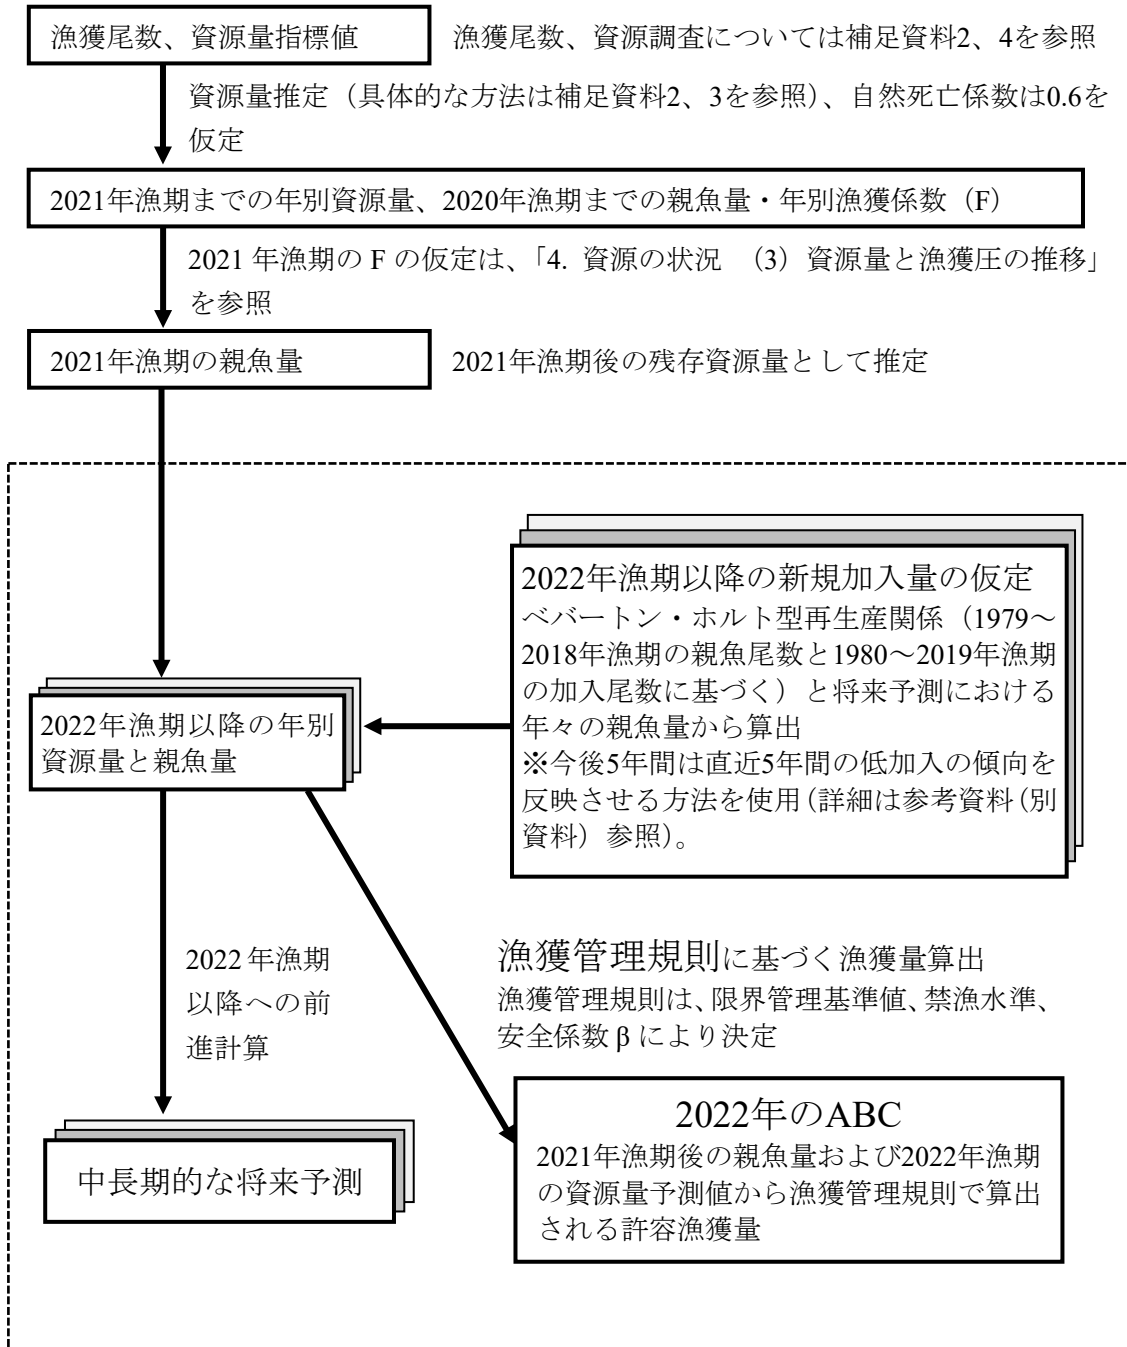 漁獲尾数、資源量指標値
漁獲尾数、資源調査については補足資料2、4を参照
資源量推定（具体的な方法は補足資料2、3を参照）、自然死亡係数は0.6を
仮定
2021年漁期までの年別資源量、2020年漁期までの親魚量・年別漁獲係数（F）
2021 年漁期の F の仮定は、「4. 資源の状況 （3）資源量と漁獲圧の推移」
を参照
2021年漁期の親魚量
2021年漁期後の残存資源量として推定
2022年漁期以降の新規加入量の仮定
ベバートン・ホルト型再生産関係（1979～
2018年漁期の親魚尾数と1980～2019年漁期
の加入尾数に基づく）と将来予測における
年々の親魚量から算出
※今後5年間は直近5年間の低加入の傾向を
反映させる方法を使用（詳細は参考資料（別
資料）参照）。
2022年漁期以降の年別
資源量と親魚量
2022 年漁期
以降への前
進計算
漁獲管理規則に基づく漁獲量算出
漁獲管理規則は、限界管理基準値、禁漁水準、
安全係数 β により決定
中長期的な将来予測
2022年のABC
2021年漁期後の親魚量および2022年漁期
の資源量予測値から漁獲管理規則で算出
される許容漁獲量